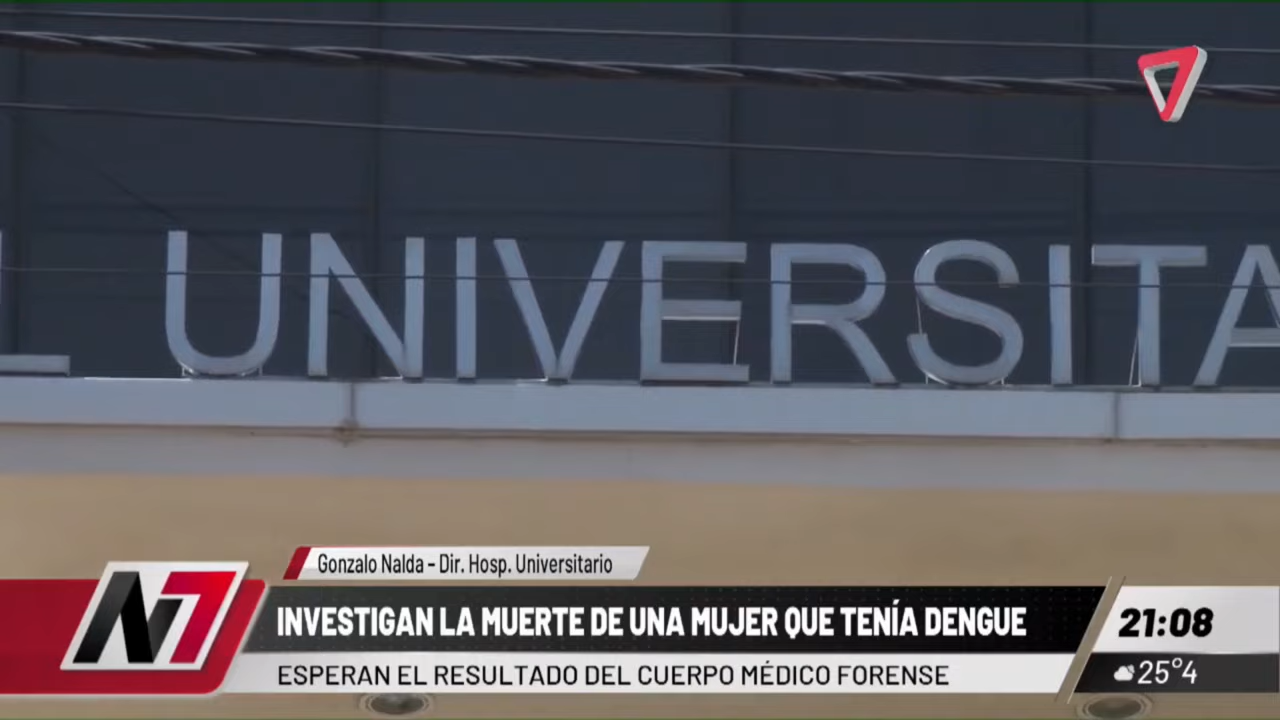 L UNIVERSITA
Gonzalo Nalda - Dir. Hosp. Universitario
N7
INVESTIGAN LA MUERTE DE UNA MUJER QUE TENÍA DENGUE
21:08
ESPERAN EL RESULTADO DEL CUERPO MÉDICO FORENSE
25°4